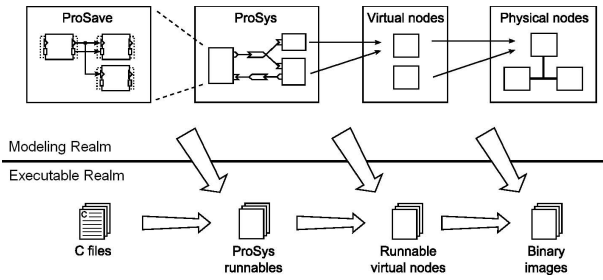 ProSave
ProSys
Virtual nodes
Physical nodes
Modeling Realm
Executable Realm
C
C files
ProSys
runnables
Runnable
virtual nodes
Binary
images